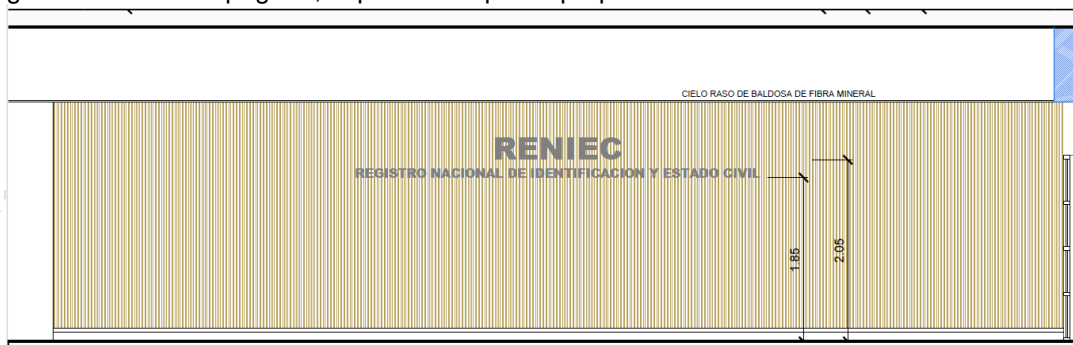 CIELO RASO DE BALDOSA DE FIBRA MINERAL
RENIEC
REGISTRO NACIONAL DE IDENTIFICACION Y ESTADO CIVIL
1.85
2.05